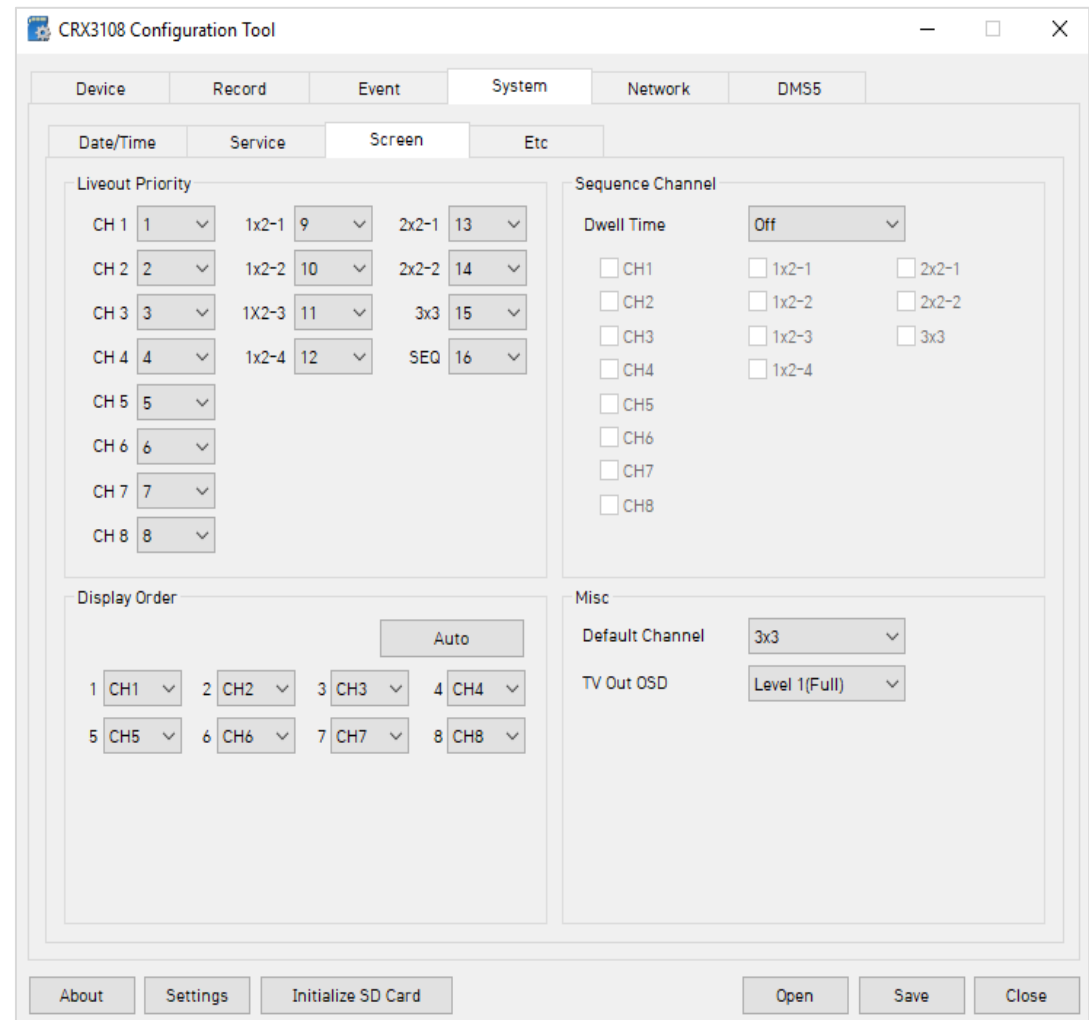 CRX3108 Configuration Tool
Device Record Event System Network DMS5
Date/Time Service Screen Etc
Liveout Priority
CH 1 1 1x2-1 9 2x2-1 13
CH 2 2 1x2-2 10 2x2-2 14
CH 3 3 1X2-3 11 3x3 15
CH 4 4 1x2-4 12 SEQ 16
CH 5 5
CH 6 6
CH 7 7
CH 8 8
Sequence Channel
Dwell Time Off
CH1 1x2-1 2x2-1
CH2 1x2-2 2x2-2
CH3 1x2-3 3x3
CH4 1x2-4
CH5
CH6
CH7
CH8
Display Order
Auto
1 CH1 2 CH2 3 CH3 4 CH4
5 CH5 6 CH6 7 CH7 8 CH8
Misc
Default Channel 3x3
TV Out OSD Level 1(Full)
About Settings Initialize SD Card Open Save Close